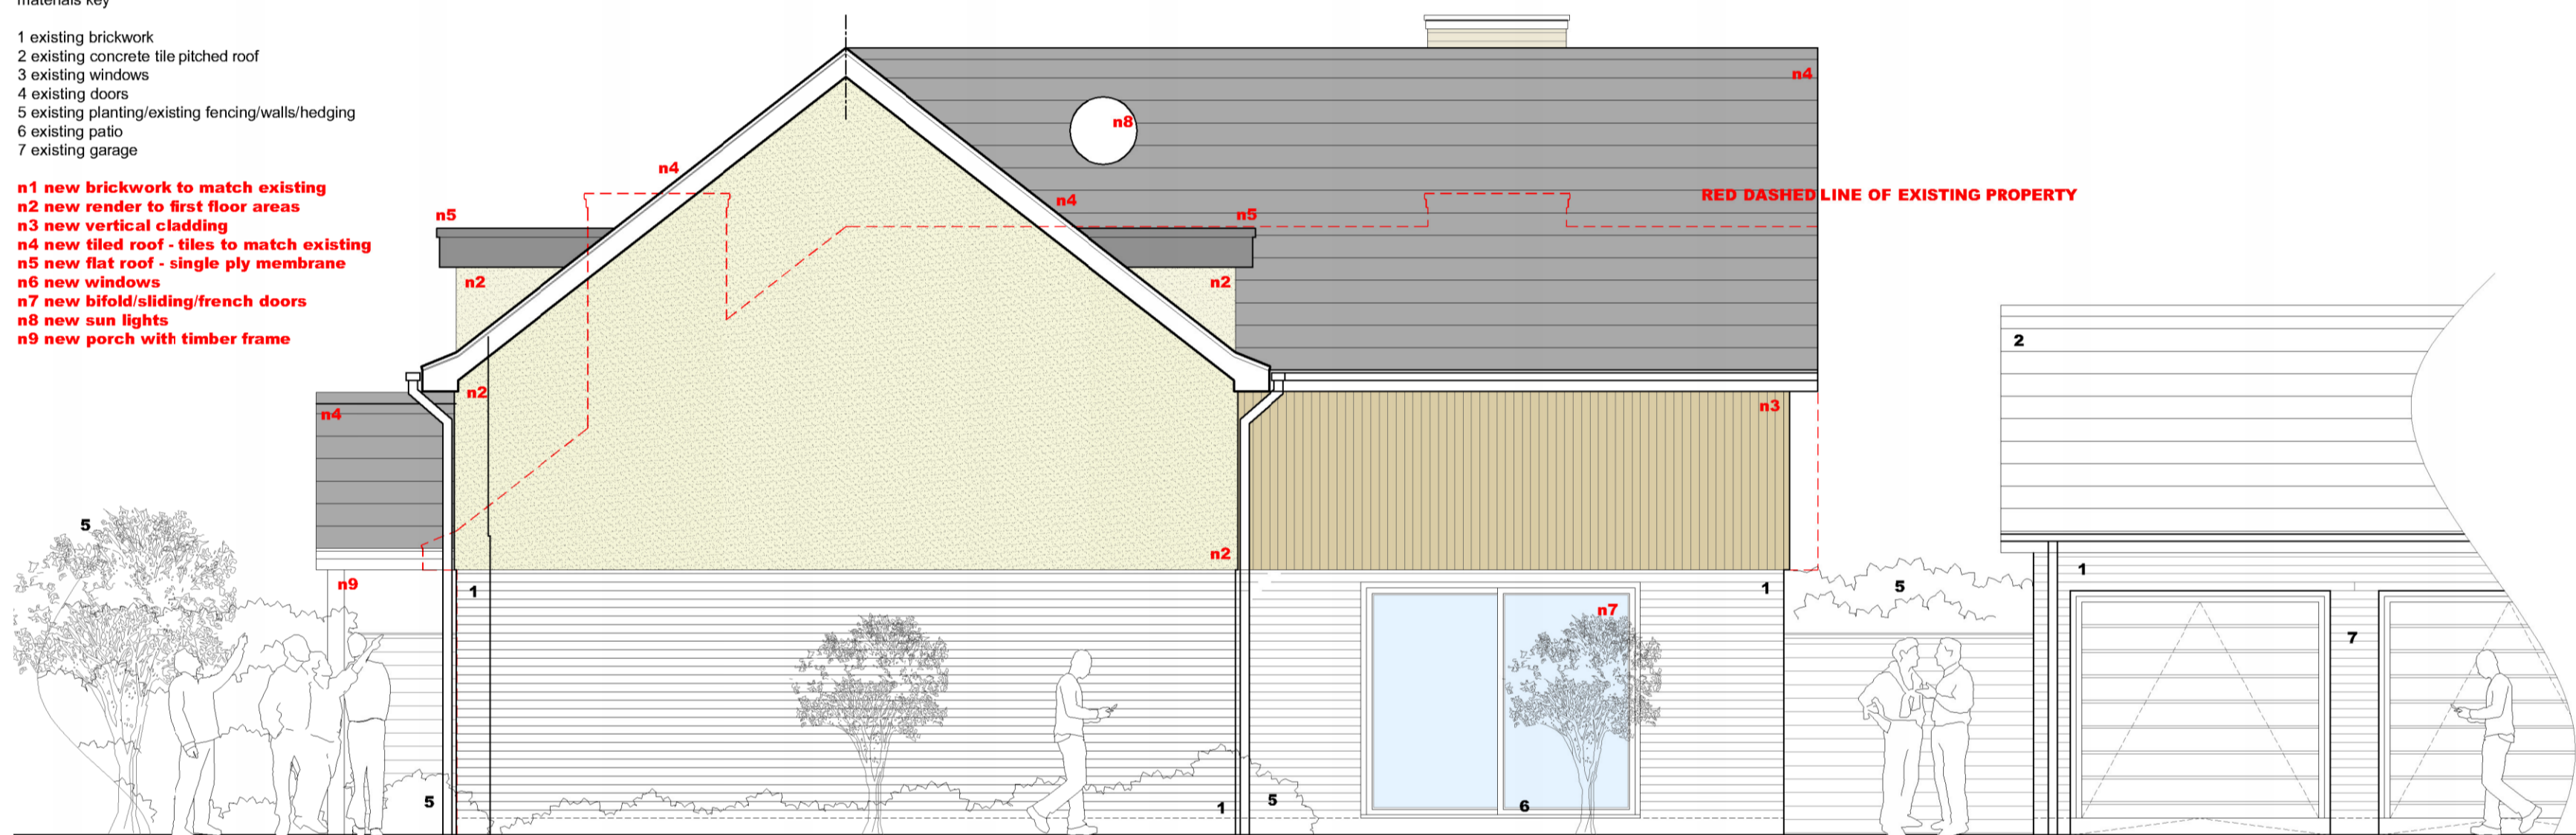 materials key
1 existing brickwork
2 existing concrete tile pitched roof
3 existing windows
4 existing doors
5 existing planting/existing fencing/walls/hedging
6 existing patio
7 existing garage
n1 new brickwork to match existing
n2 new render to first floor areas
n3 new vertical cladding
n4 new tiled roof - tiles to match existing
n5 new flat roof - single ply membrane
n6 new windows
n7 new bifold/sliding/french doors
n8 new sun lights
n9 new porch with timber frame
n4
n8
n4
n4
RED DASHED LINE OF EXISTING PROPERTY
n5
n5
n2
n2
2
n2
n3
n4
5
n2
1
n9
1
1
5
n7
7
5
5
1
6